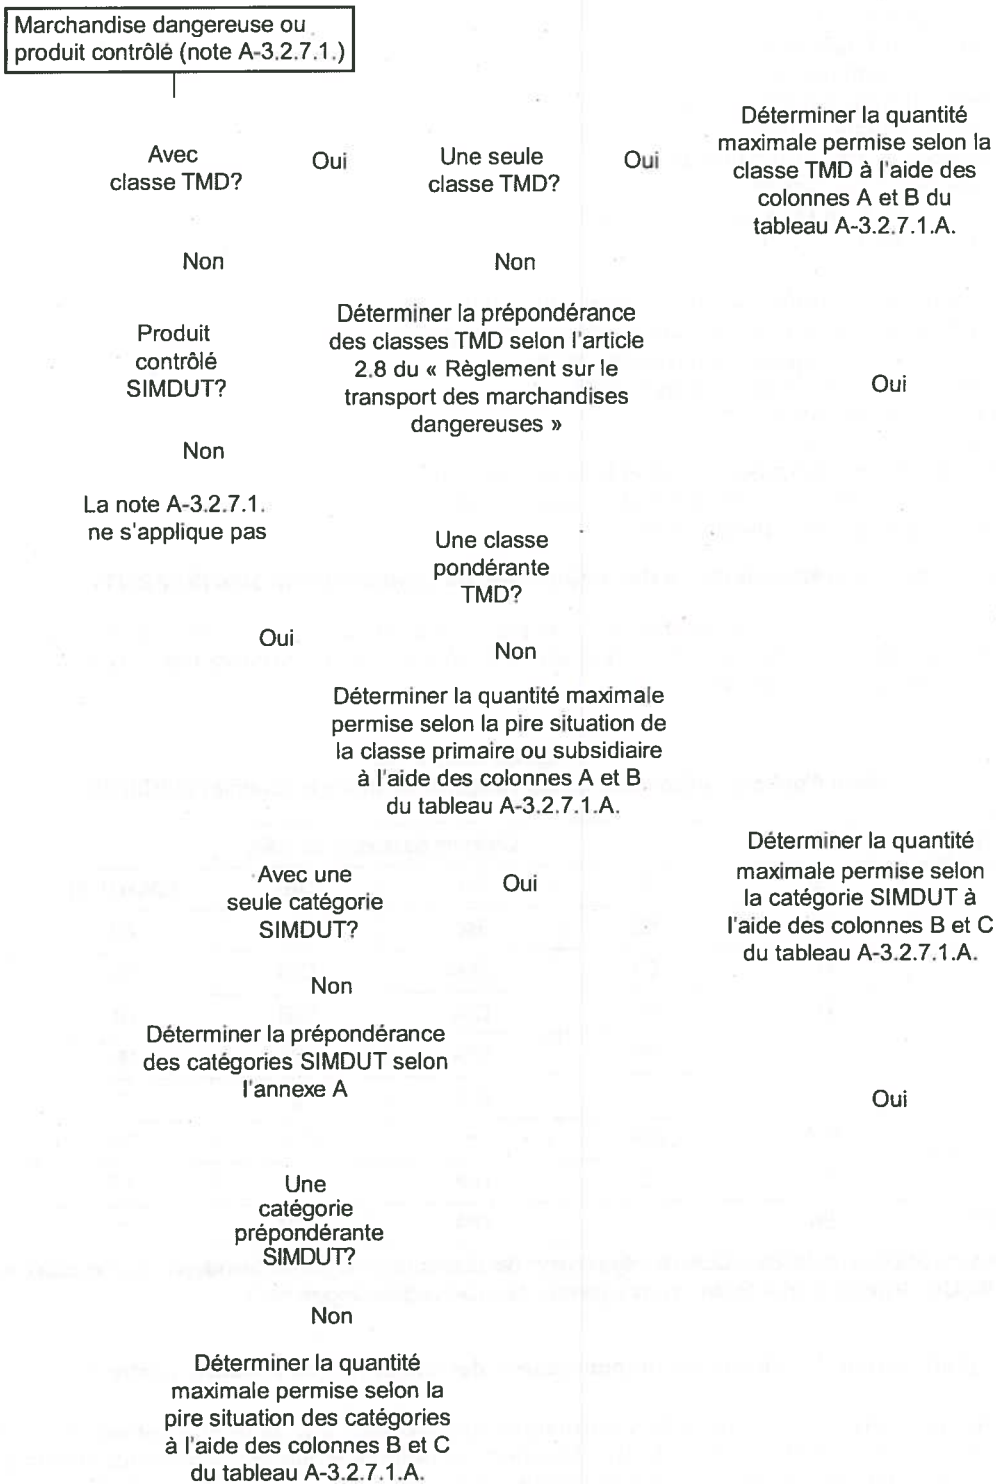 Marchandise dangereuse ou
produit contrôlé (note A-3.2.7.1.)
Avec
classe TMD?
Oui
Une seule
classe TMD?
Oui
Déterminer la quantité
maximale permise selon la
classe TMD à l'aide des
colonnes A et B du
tableau A-3.2.7.1.A.
Non
Non
Produit
contrôlé
SIMDUT?
Déterminer la prépondérance
des classes TMD selon l'article
2.8 du « Règlement sur le
transport des marchandises
dangereuses »
Oui
Non
La note A-3.2.7.1.
ne s'applique pas
Une classe
pondérante
TMD?
Oui
Non
Déterminer la quantité maximale
permise selon la pire situation de
la classe primaire ou subsidiaire
à l'aide des colonnes A et B
du tableau A-3.2.7.1.A.
Avec une
seule catégorie
SIMDUT?
Oui
Déterminer la quantité
maximale permise selon
la catégorie SIMDUT à
l'aide des colonnes B et C
du tableau A-3.2.7.1.A.
Non
Déterminer la prépondérance
des catégories SIMDUT selon
l'annexe A
Oui
Une
catégorie
prépondérante
SIMDUT?
Non
Déterminer la quantité
maximale permise selon la
pire situation des catégories
à l'aide des colonnes B et C
du tableau A-3.2.7.1.A.